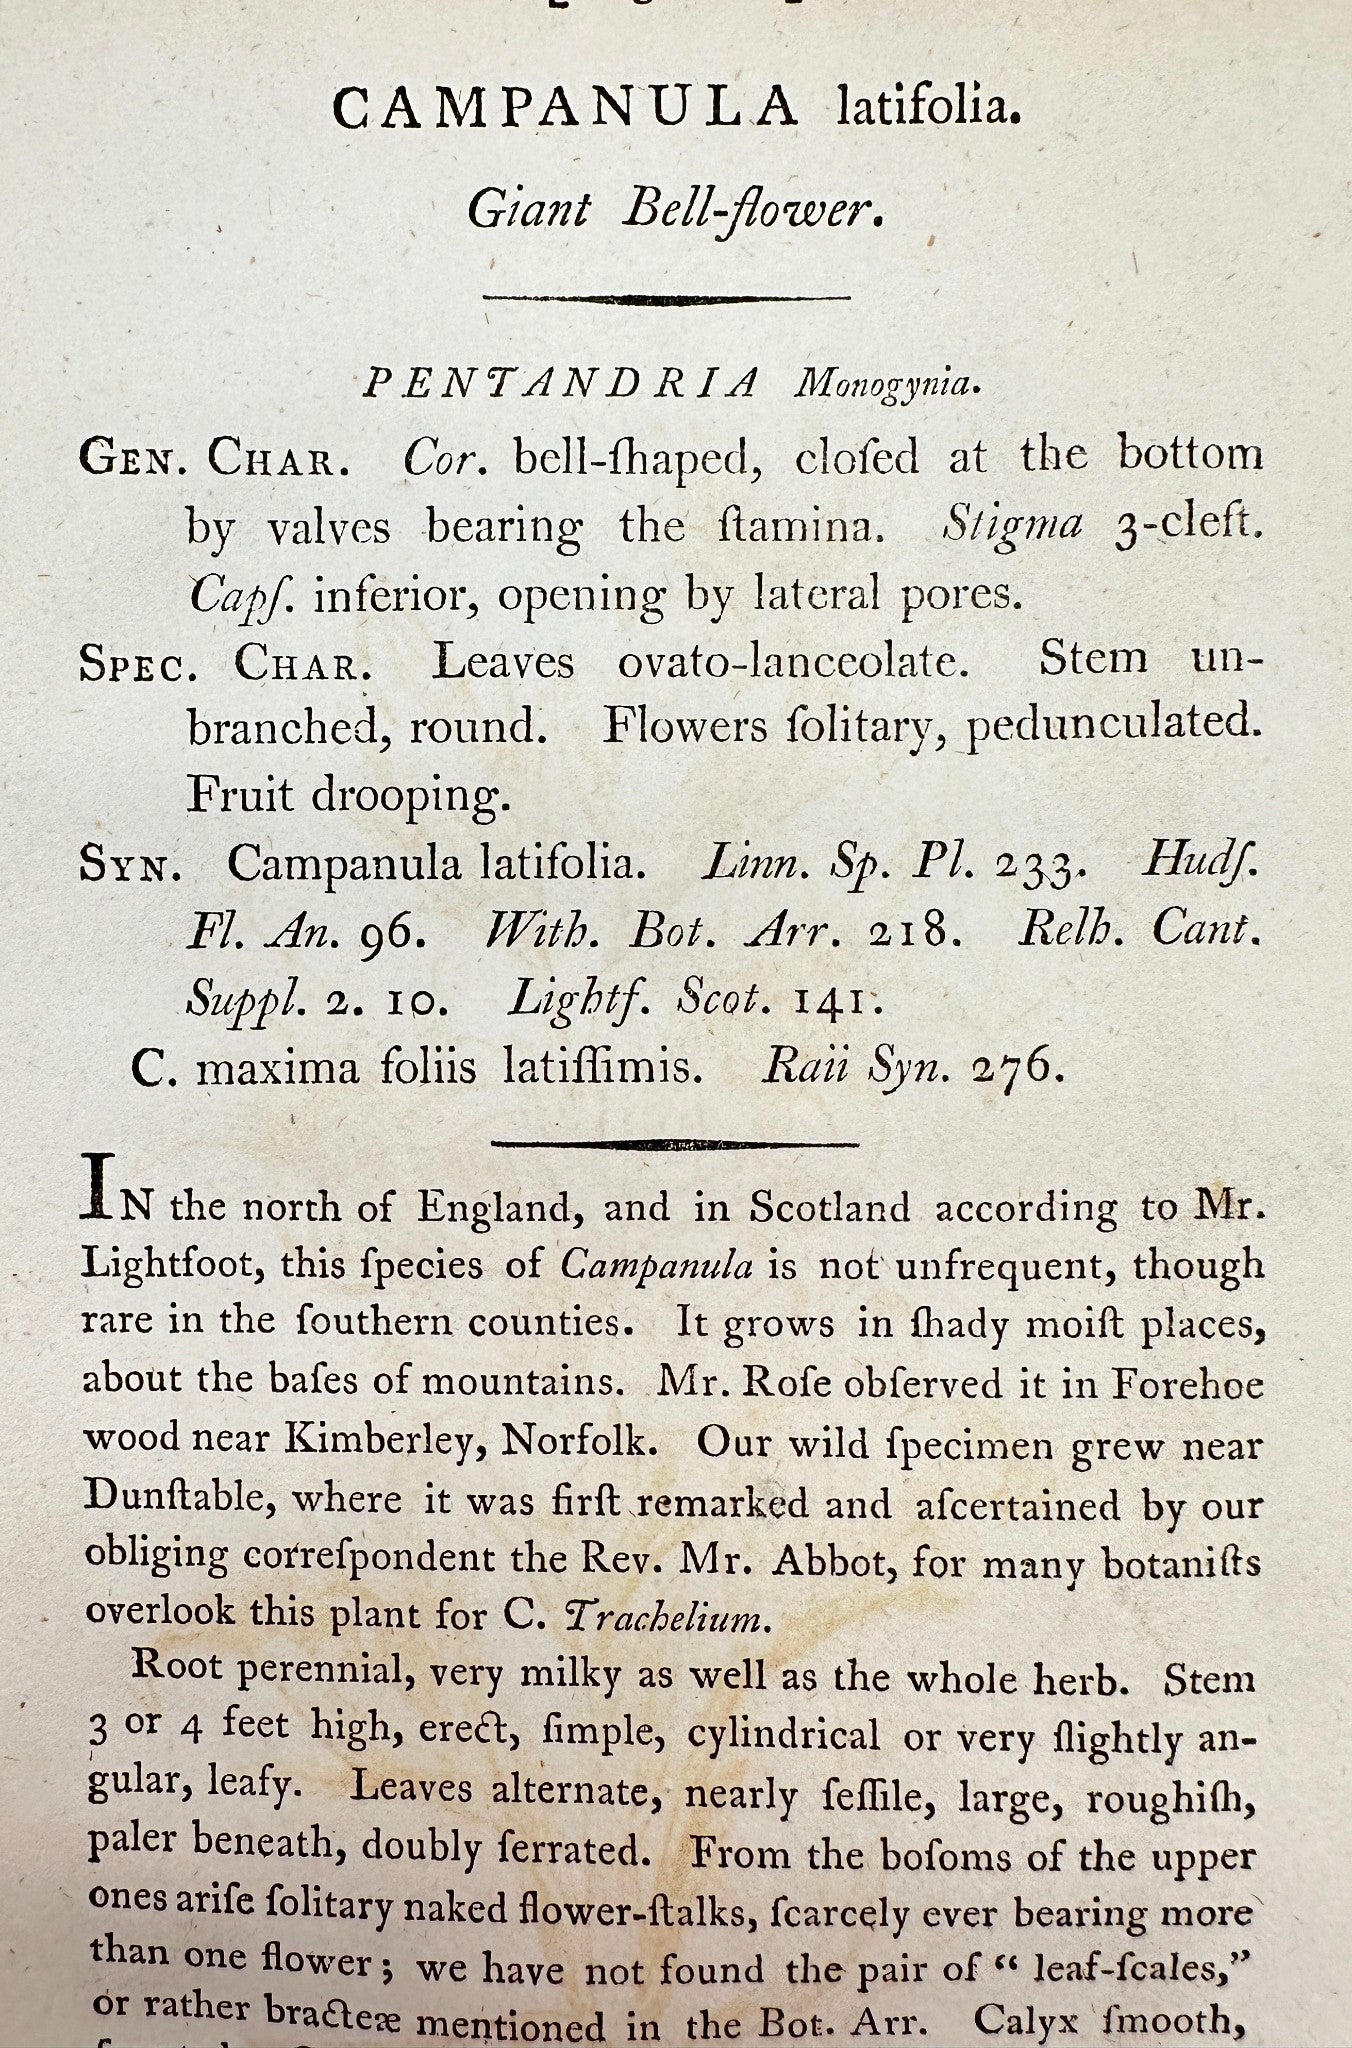 CAMPANULA latifolia.
Giant Bell-flower.
PENTANDRIA Monogynia.
GEN. CHAR. Cor. bell-ſhaped, cloſed at the bottom
by valves bearing the ſtamina. Stigma 3-cleft.
Capſ. inferior, opening by lateral pores.
SPEC. CHAR. Leaves ovato-lanceolate. Stem un-
branched, round. Flowers ſolitary, pedunculated.
Fruit drooping.
SYN. Campanula latifolia. Linn. Sp. Pl. 233. Hudſ.
Fl. An. 96. With. Bot. Arr. 218. Relh. Cant.
Suppl. 2. 10. Lightf. Scot. 141.
C. maxima foliis latiſſimis. Raii Syn. 276.
IN the north of England, and in Scotland according to Mr.
Lightfoot, this ſpecies of Campanula is not unfrequent, though
rare in the ſouthern counties. It grows in ſhady moiſt places,
about the baſes of mountains. Mr. Roſe obſerved it in Forehoe
wood near Kimberley, Norfolk. Our wild ſpecimen grew near
Dunſtable, where it was firſt remarked and aſcertained by our
obliging correſpondent the Rev. Mr. Abbot, for many botaniſts
overlook this plant for C. Trachelium.
Root perennial, very milky as well as the whole herb. Stem
3 or 4 feet high, erect, ſimple, cylindrical or very ſlightly an-
gular, leafy. Leaves alternate, nearly ſeſſile, large, roughiſh,
paler beneath, doubly ſerrated. From the boſoms of the upper
ones ariſe ſolitary naked flower-ſtalks, ſcarcely ever bearing more
than one flower; we have not found the pair of “ leaf-ſcales,”
or rather bracteæ mentioned in the Bot. Arr. Calyx ſmooth,